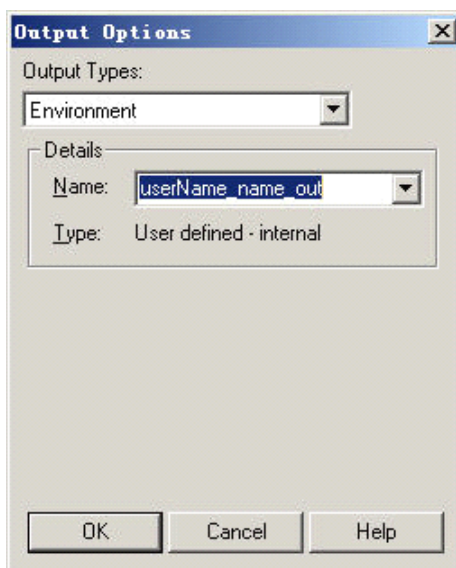 Output Options
Output Types:
Environment
Details
Name: userName_name_out
Type: User defined - internal
OK Cancel Help